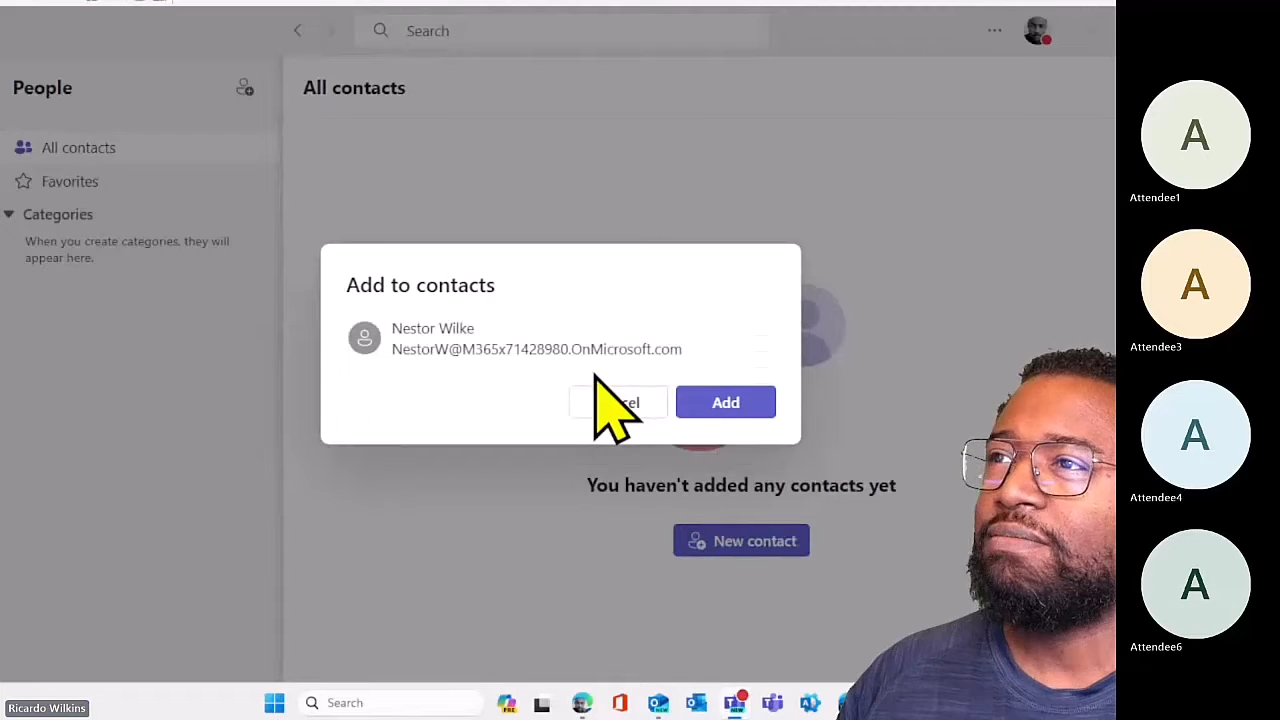 Search
People
All contacts
All contacts
Favorites
Categories
When you create categories, they will
appear here.
Add to contacts
Nestor Wilke
NestorW@M365x71428980.OnMicrosoft.com
Add
You haven't added any contacts yet
New contact
A
Attendee1
A
Attendee3
A
Attendee4
A
Attendee6
Ricardo Wilkins
Search